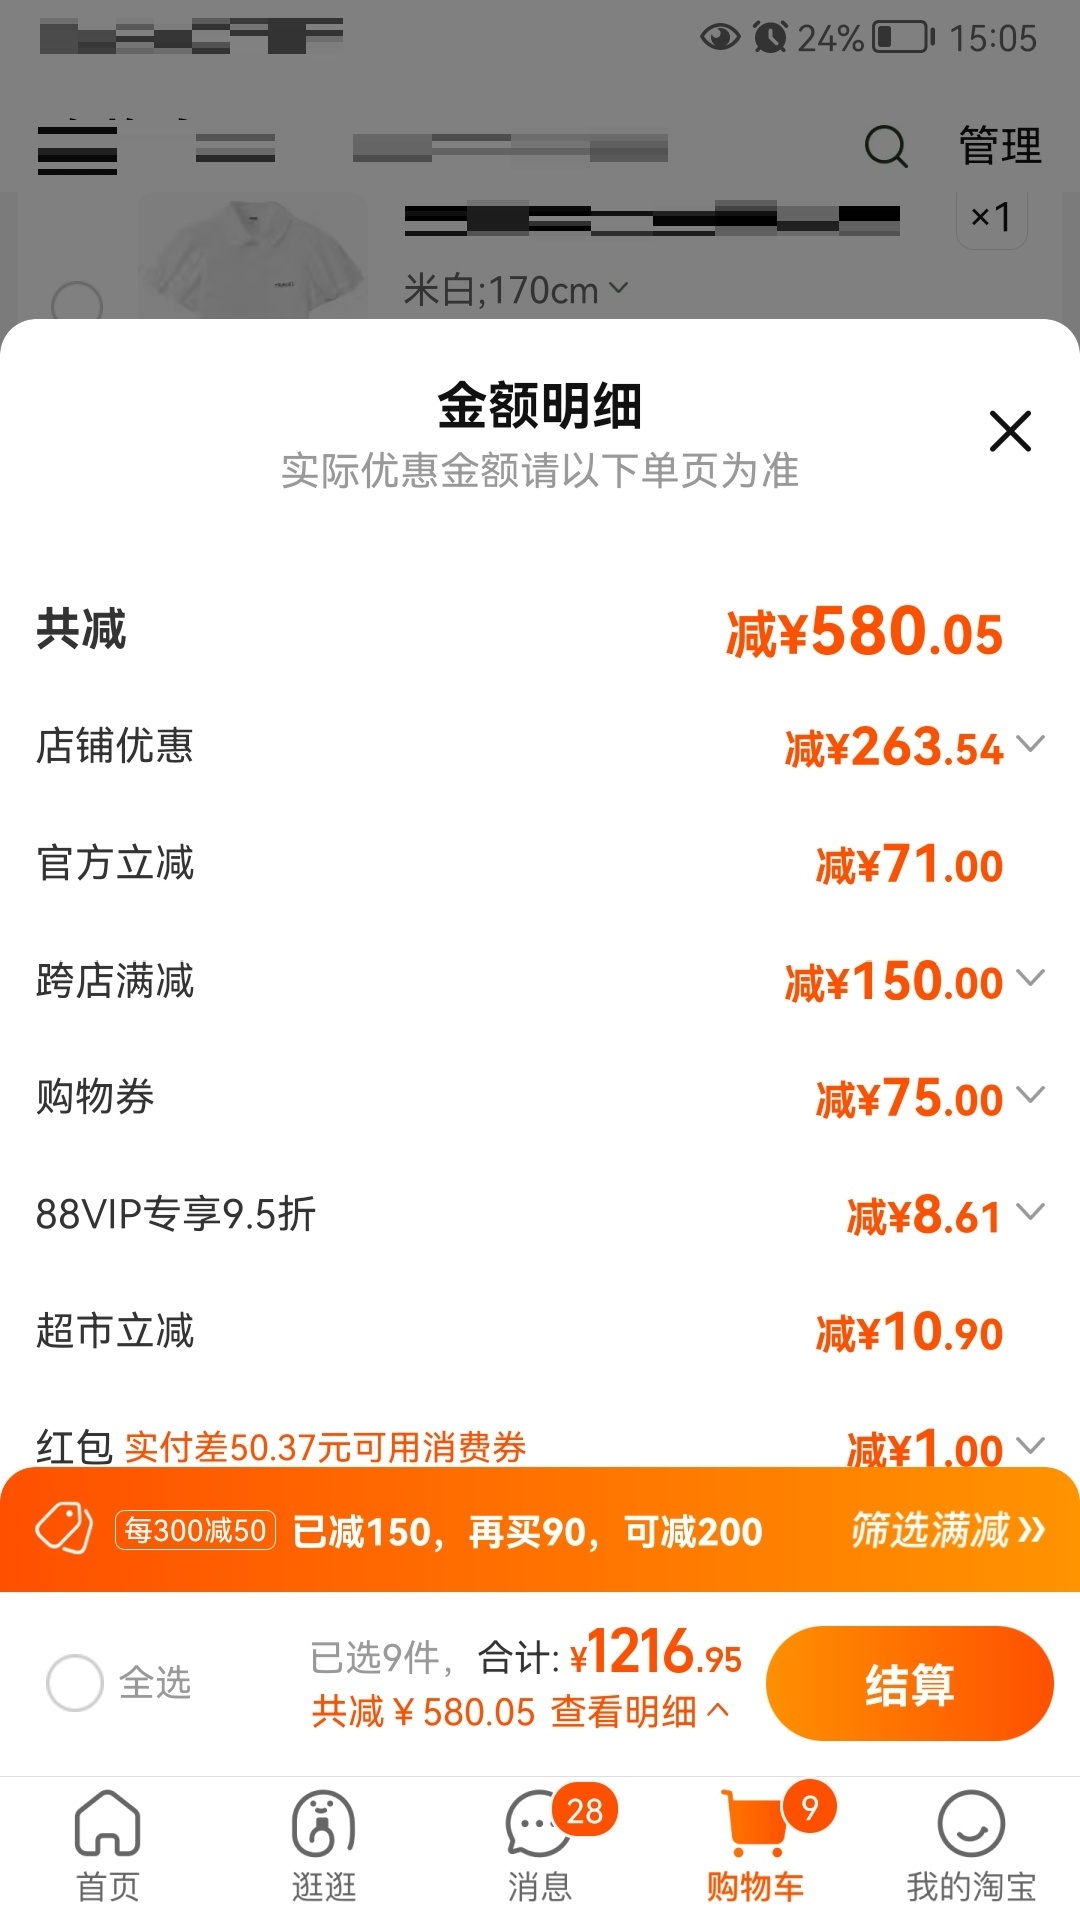 24% 15:05
管理
×1
米白;170cm
金额明细
实际优惠金额请以下单页为准
共减 减¥580.05
店铺优惠 减¥263.54
官方立减 减¥71.00
跨店满减 减¥150.00
购物券 减¥75.00
88VIP专享9.5折 减¥8.61
超市立减 减¥10.90
红包 实付差50.37元可用消费券 减¥1.00
每300减50 已减150，再买90，可减200 筛选满减
全选 已选9件，合计:¥1216.95 结算
共减￥580.05 查看明细
28 9
首页 逛逛 消息 购物车 我的淘宝